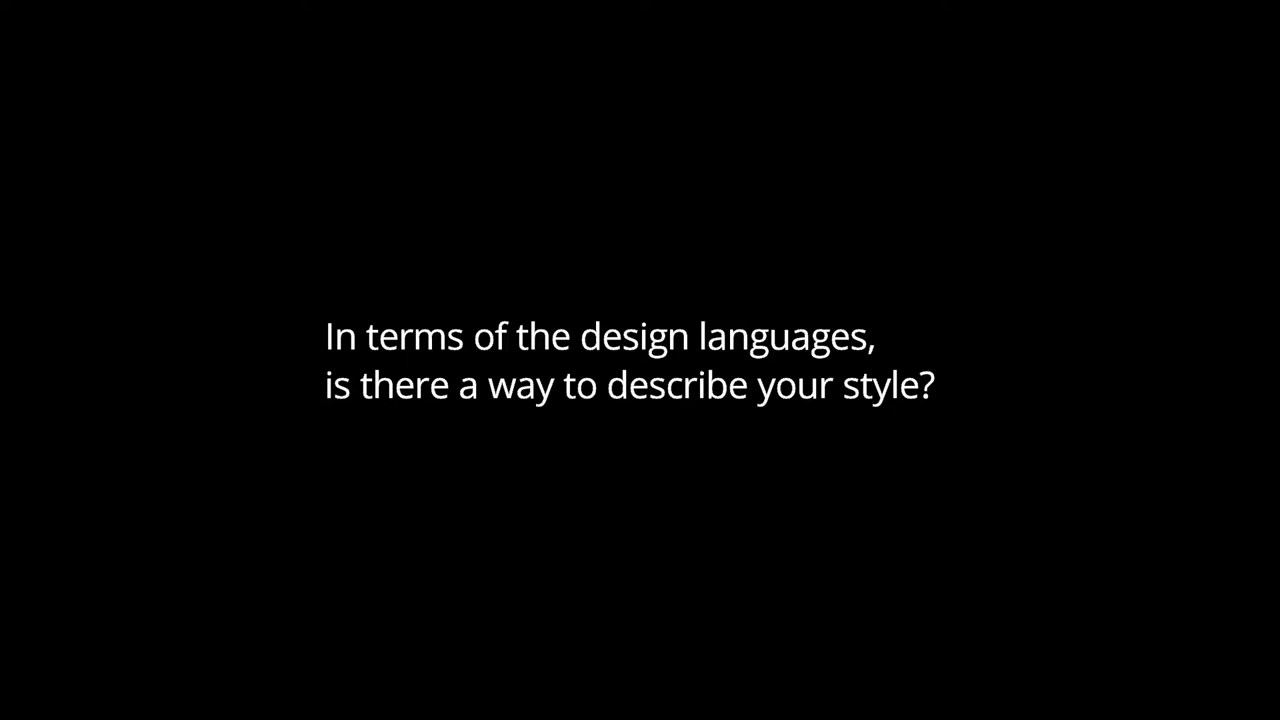 In terms of the design languages,
is there a way to describe your style?